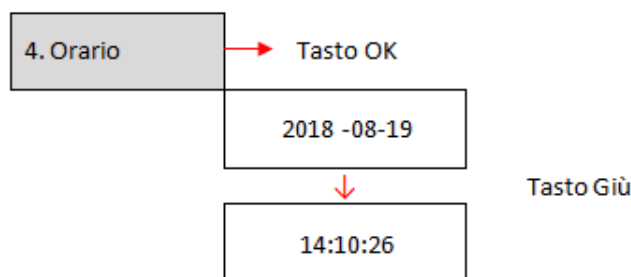 4. Orario
Tasto OK
2018 -08-19
Tasto Giù
14:10:26